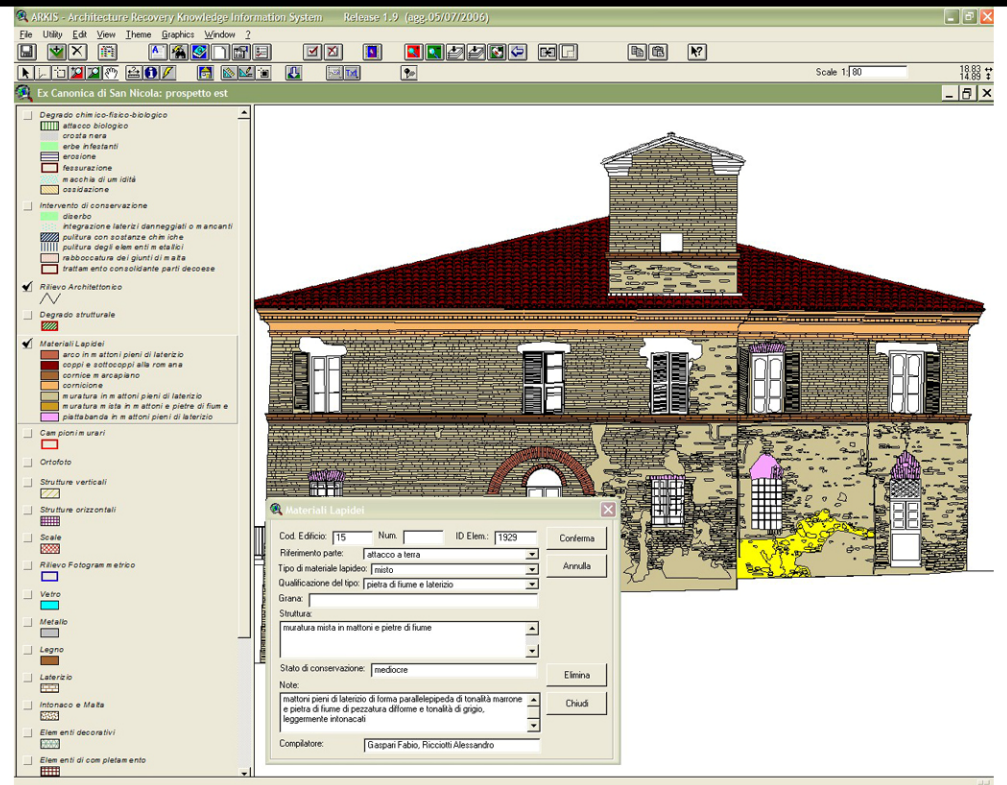 ARKIS - Architecture Recovery Knowledge Information System Release 1.9 (agg.05/07/2006)
File Utility Edit View Theme Graphics Window ?
Scale 1: 80
18.83
14.89
Ex Canonica di San Nicola: prospetto est
Degrado chimico-fisico-biologico
attacco biologico
crosta nera
erbe infestanti
erosione
fessurazione
macchia di umidità
ossidazione
Intervento di conservazione
diserbo
integrazione laterizi danneggiati o mancanti
pulitura con sostanze chimiche
pulitura degli elementi metallici
rabboccatura dei giunti di malta
trattamento consolidante parti decoese
Rilievo Architettonico
Degrado strutturale
Materiali Lapidei
arco in mattoni pieni di laterizio
coppi e sottocoppi alla romana
cornice marcapiano
cornicione
muratura in mattoni pieni di laterizio
muratura mista in mattoni e pietre di fiume
piattabanda in mattoni pieni di laterizio
Campioni murari
Ortofoto
Strutture verticali
Strutture orizzontali
Scale
Rilievo Fotogrammetrico
Vetro
Metallo
Legno
Laterizio
Intonaco e Malta
Elementi decorativi
Elementi di completamento
Materiali Lapidei
Cod. Edificio: 15 Num. ID Elem.: 1929 Conferma
Riferimento parte: attacco a terra
Tipo di materiale lapideo: misto Annulla
Qualificazione del tipo: pietra di fiume e laterizio
Grana:
Struttura:
muratura mista in mattoni e pietre di fiume
Stato di conservazione: mediocre Elimina
Note:
mattoni pieni di laterizio di forma parallelepipeda di tonalità marrone
e pietra di fiume di pezzatura difforme e tonalità di grigio,
leggermente intonacati
Chiudi
Compilatore: Gaspari Fabio, Ricciotti Alessandro